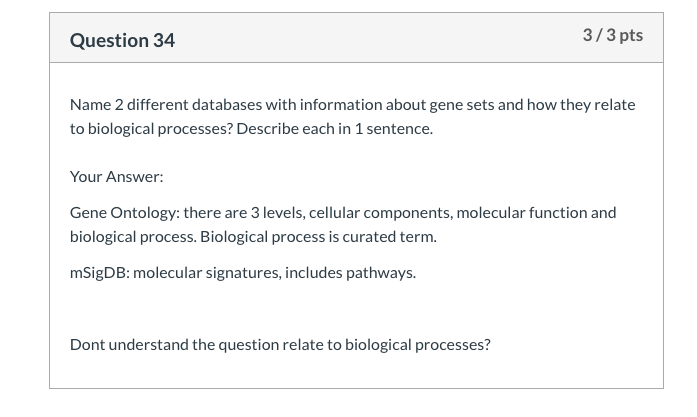 Question 34
3 / 3 pts
Name 2 different databases with information about gene sets and how they relate
to biological processes? Describe each in 1 sentence.
Your Answer:
Gene Ontology: there are 3 levels, cellular components, molecular function and
biological process. Biological process is curated term.
mSigDB: molecular signatures, includes pathways.
Dont understand the question relate to biological processes?